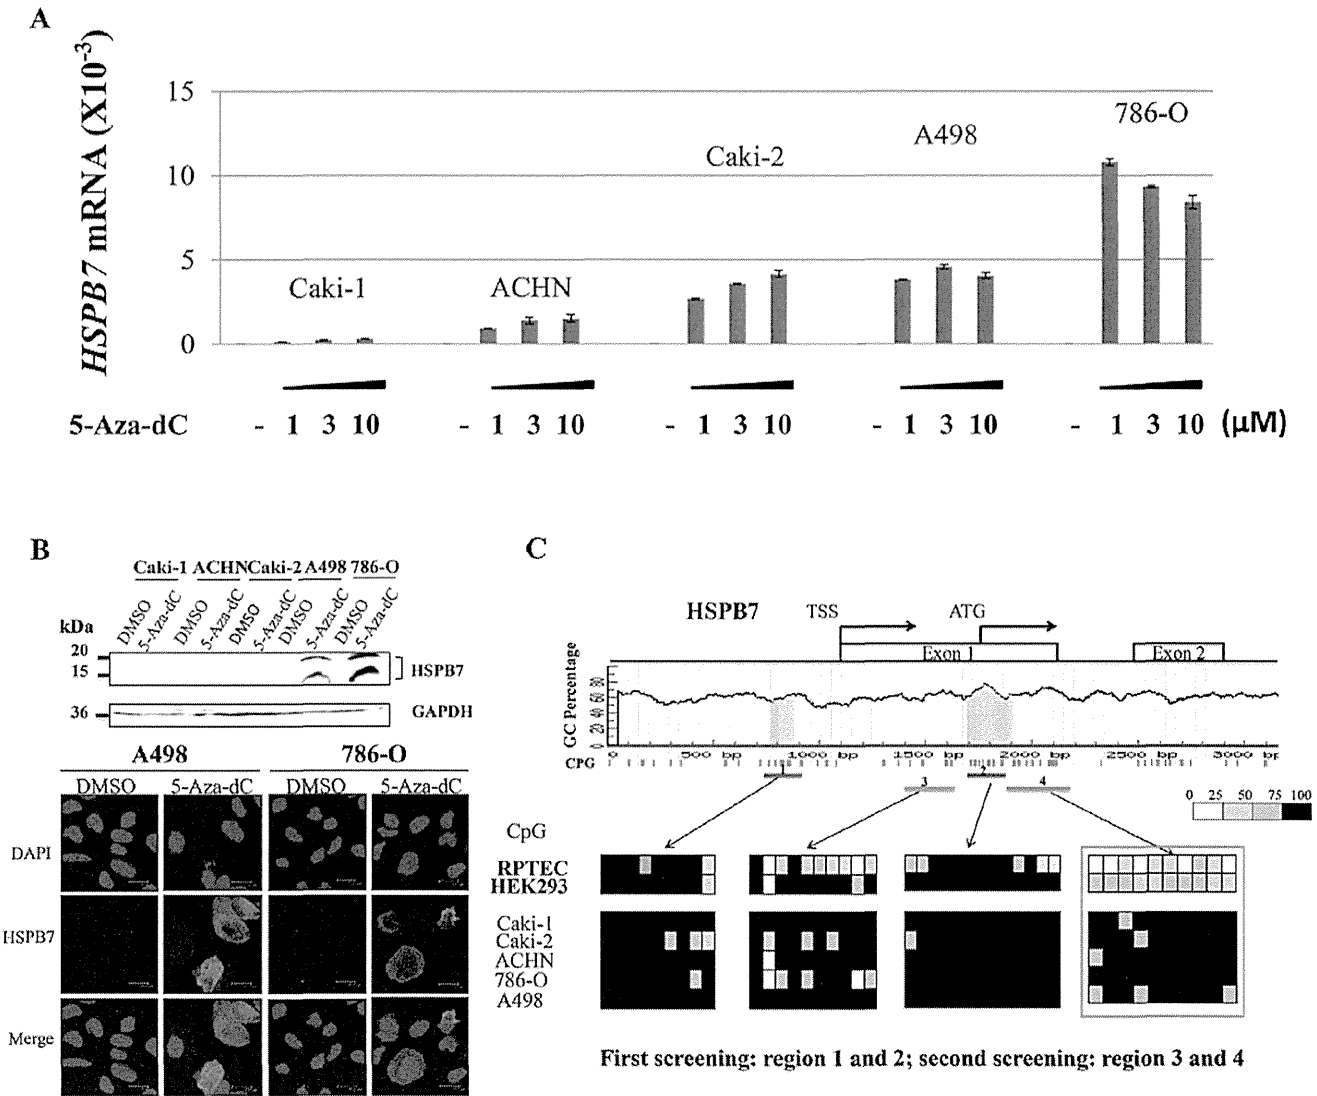 A
HSPB7 mRNA (X10-3)
15
10
5
0
Caki-1
ACHN
Caki-2
A498
786-O
5-Aza-dC - 1 3 10 - 1 3 10 - 1 3 10 - 1 3 10 - 1 3 10 (µM)
B
Caki-1 ACHN Caki-2 A498 786-O
DMSO 5-Aza-dC DMSO 5-Aza-dC DMSO 5-Aza-dC DMSO 5-Aza-dC DMSO 5-Aza-dC
kDa
20
15
HSPB7
36
GAPDH
A498 786-O
DMSO 5-Aza-dC DMSO 5-Aza-dC
DAPI
HSPB7
Merge
C
HSPB7 TSS ATG
Exon 1 Exon 2
GC Percentage
80
60
40
20
0
0 500 bp 1000 bp 1500 bp 2000 bp 2500 bp 3000 bp
CPG
1 2
3 4
0 25 50 75 100
CpG
RPTEC
HEK293
Caki-1
Caki-2
ACHN
786-O
A498
First screening: region 1 and 2; second screening: region 3 and 4